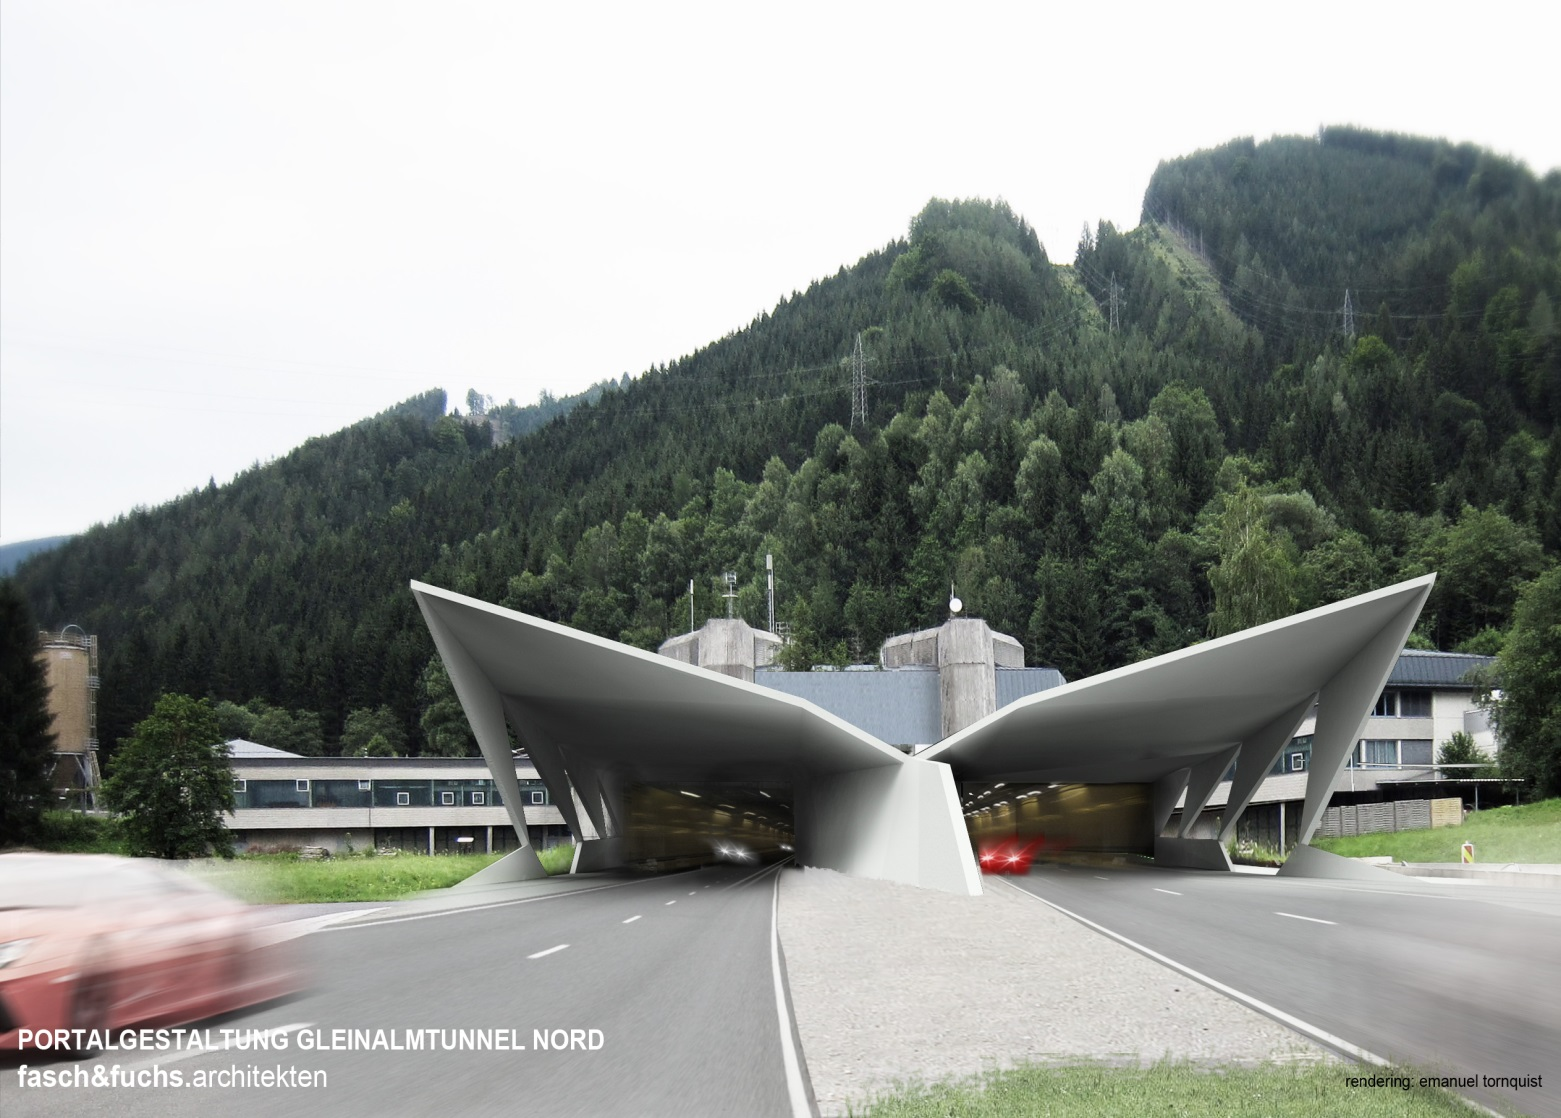 PORTALGESTALTUNG GLEINALMTUNNEL NORD
fasch&fuchs.architekten
rendering: emanuel tornquist